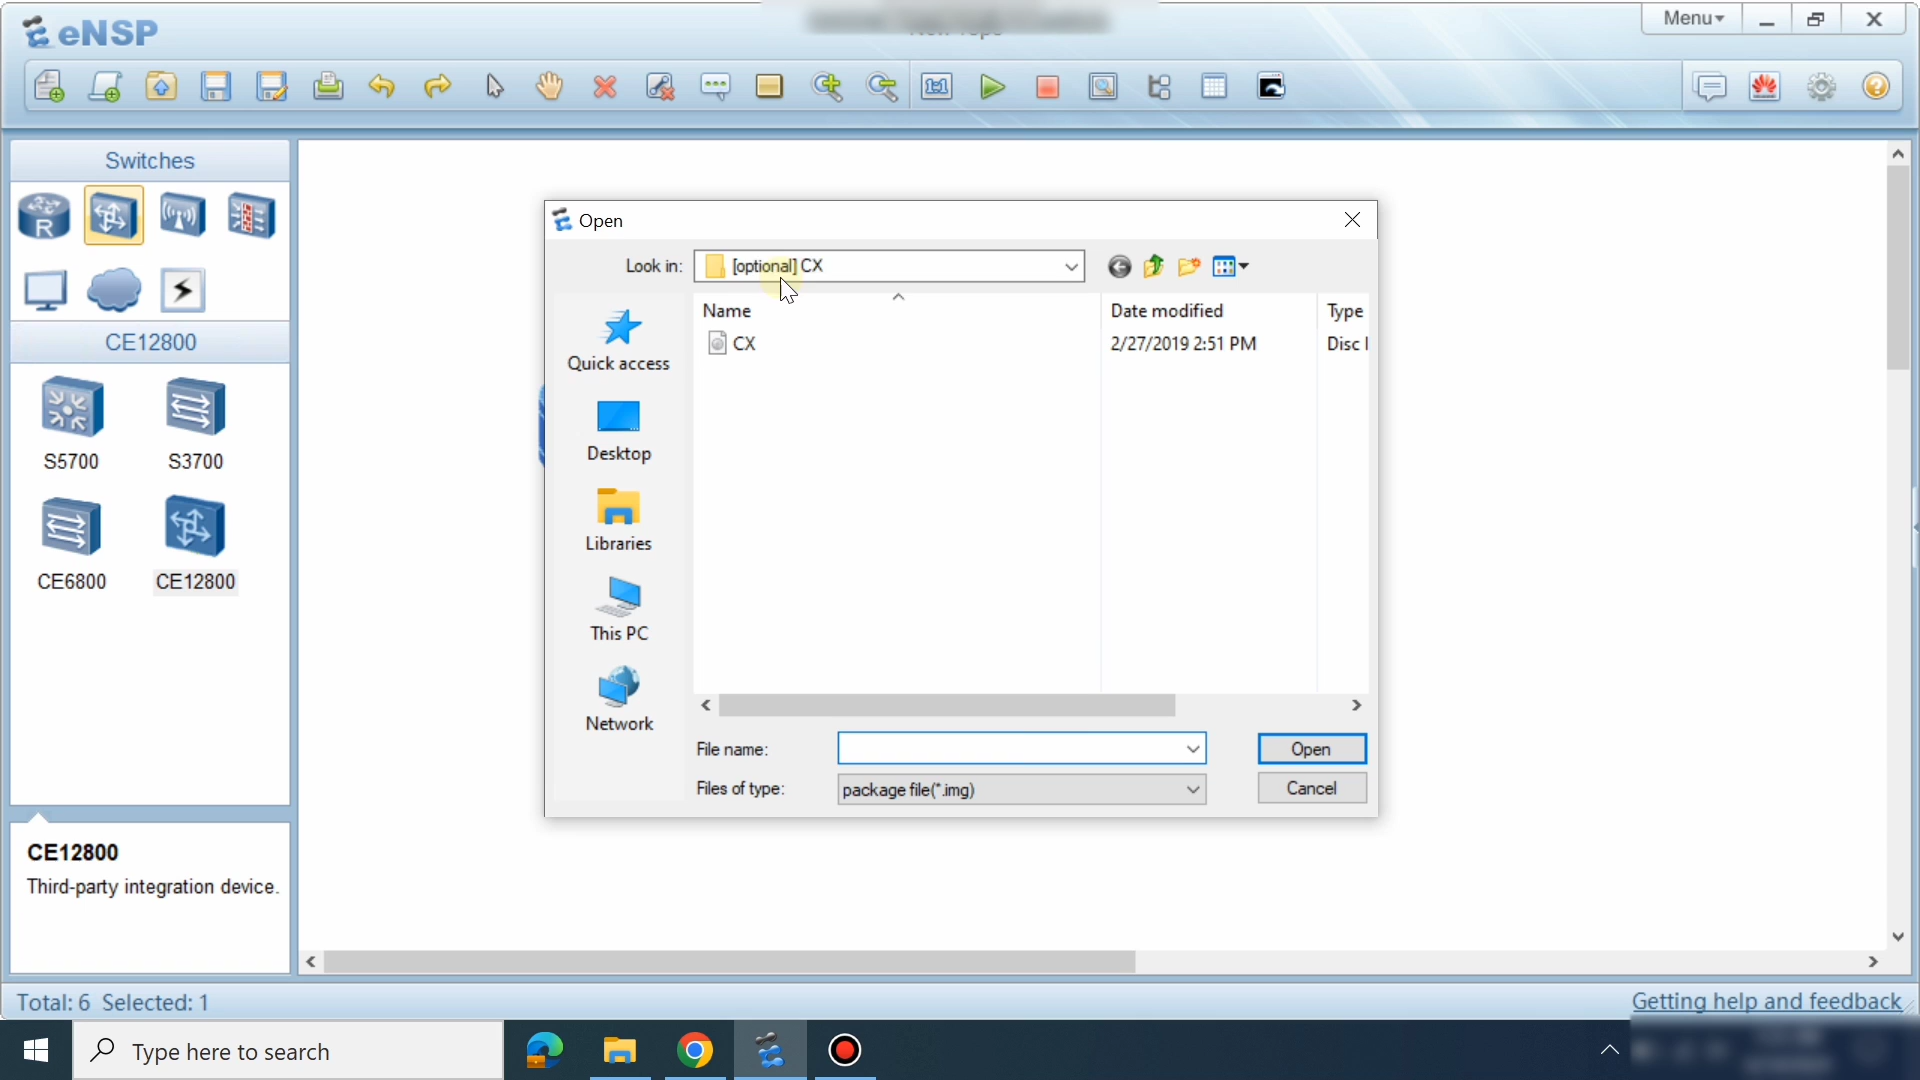 eNSP
Menu
Switches
R
CE12800
S5700
S3700
CE6800
CE12800
CE12800
Third-party integration device.
Open
Look in:
[optional] CX
Name
Date modified
Type
CX
2/27/2019 2:51 PM
Disc I
Quick access
Desktop
Libraries
This PC
Network
File name:
Open
Files of type:
package file(*.img)
Cancel
Total: 6 Selected: 1
Getting help and feedback
Type here to search